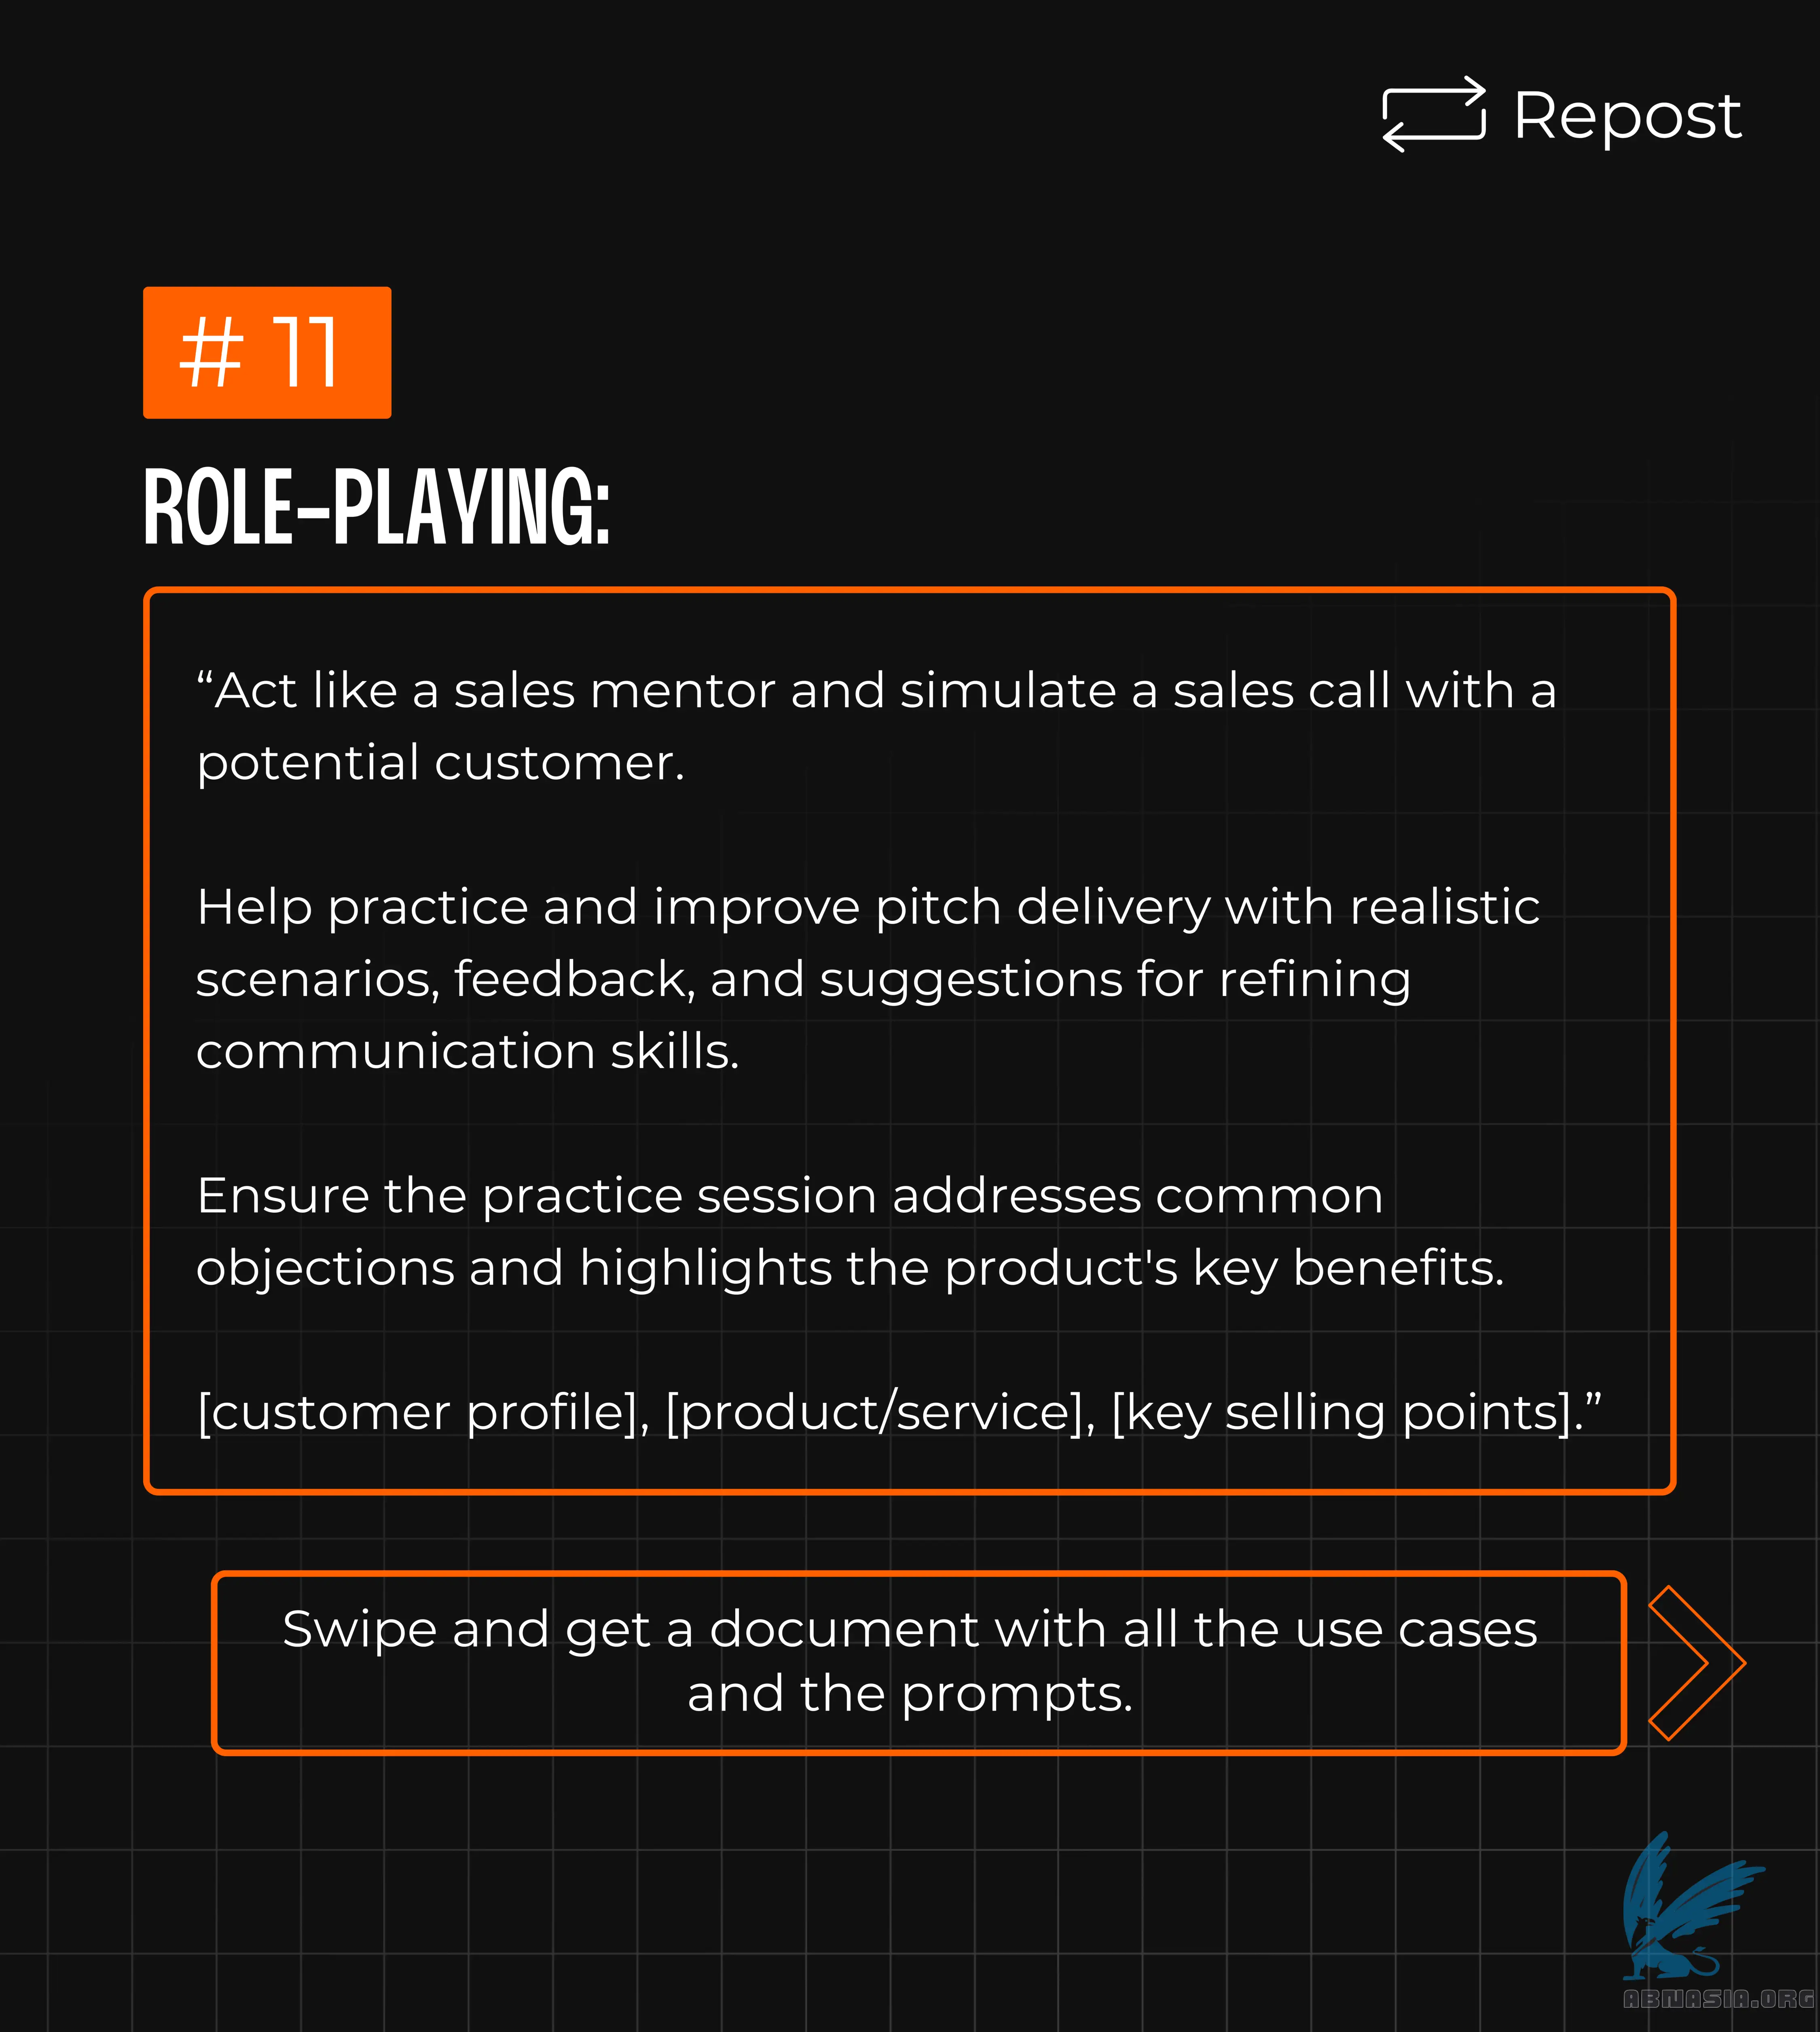 Repost
# 11
ROLE-PLAYING:
“Act like a sales mentor and simulate a sales call with a
potential customer.
Help practice and improve pitch delivery with realistic
scenarios, feedback, and suggestions for refining
communication skills.
Ensure the practice session addresses common
objections and highlights the product's key benefits.
[customer profile], [product/service], [key selling points].”
Swipe and get a document with all the use cases
and the prompts.
ABNASIA.ORG